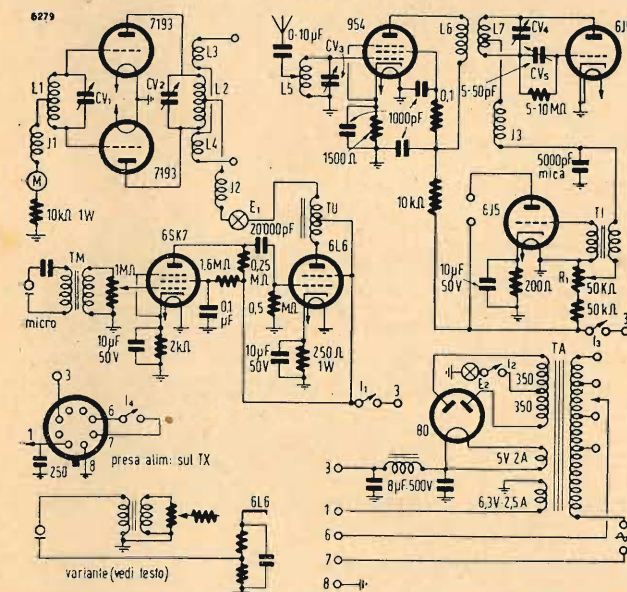 6279
7193
L1
CV1
J1
M
10kΩ 1W
7193
CV2
L3
L2
L4
J2
E1
0-10µF
L5
CV3
954
1500Ω
1000pF
0,1
10kΩ
L6
L7
CV4
CV5
5-50pF
5-10MΩ
J3
5000pF
mica
TM
micro
1MΩ
6SK7
10µF
50V
2kΩ
1,6MΩ
0,1
µF
20'000pF
0,25
MΩ
0,5
MΩ
TU
6L6
10µF
50V
250Ω
1W
I1
3
6J5
10µF
50V
200Ω
TI
R1
50KΩ
50KΩ
I3
3
1
250
8
6
7
I4
presa alim: sul TX
variante (vedi testo)
6L6
80
E2
I2
350
350
TA
5V 2A
6,3V-2,5A
8µF-500V
3
1
6
7
8